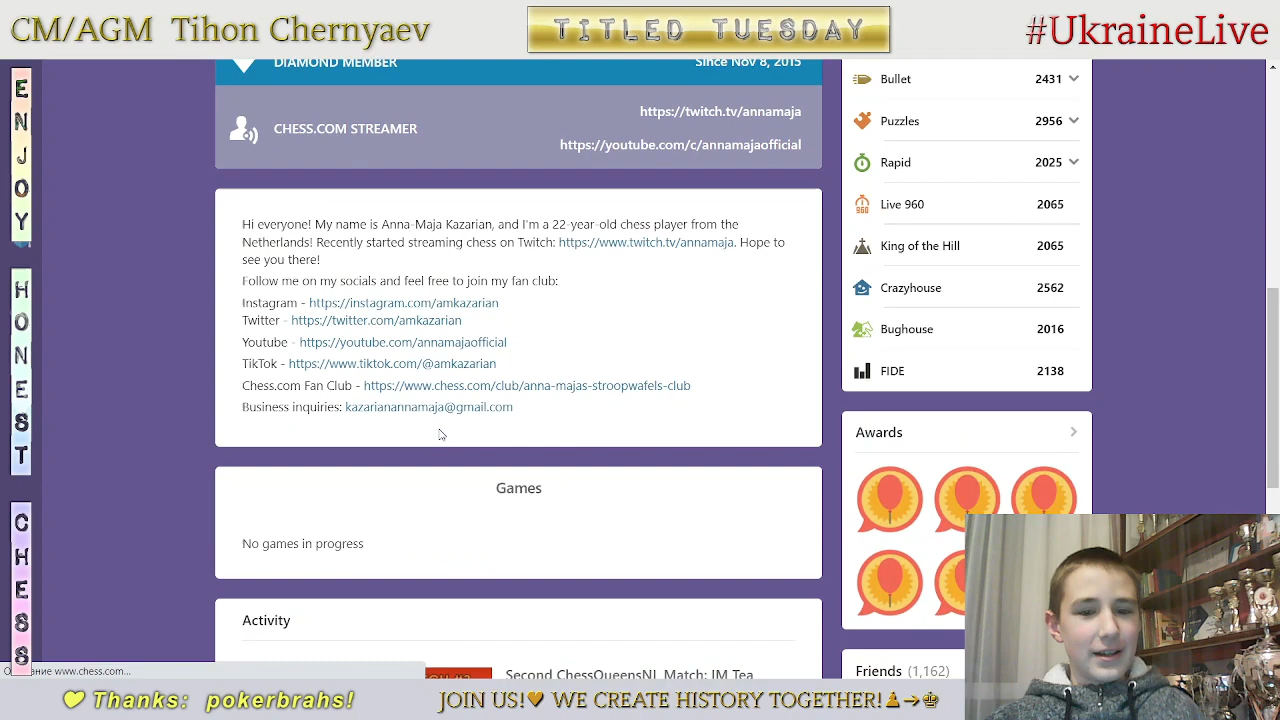 CM/AGM Tihon Chernyaev
TITLED TUESDAY
#UkraineLive
ENJOY
HONEST
CHESS
DIAMOND MEMBER
Since Nov 8, 2015
CHESS.COM STREAMER
https://twitch.tv/annamaja
https://youtube.com/c/annamajaofficial
Hi everyone! My name is Anna-Maja Kazarian, and I'm a 22-year-old chess player from the
Netherlands! Recently started streaming chess on Twitch: https://www.twitch.tv/annamaja. Hope to
see you there!
Follow me on my socials and feel free to join my fan club:
Instagram - https://instagram.com/amkazarian
Twitter - https://twitter.com/amkazarian
Youtube - https://youtube.com/annamajaofficial
TikTok - https://www.tiktok.com/@amkazarian
Chess.com Fan Club - https://www.chess.com/club/anna-majas-stroopwafels-club
Business inquiries: kazarianannamaja@gmail.com
Games
No games in progress
Activity
Second ChessQueensNL Match: IM Tea
Bullet 2431
Puzzles 2956
Rapid 2025
Live 960 2065
King of the Hill 2065
Crazyhouse 2562
Bughouse 2016
FIDE 2138
Awards
Friends (1,162)
www.chess.com...
Thanks: pokerbrahs!
JOIN US! WE CREATE HISTORY TOGETHER!